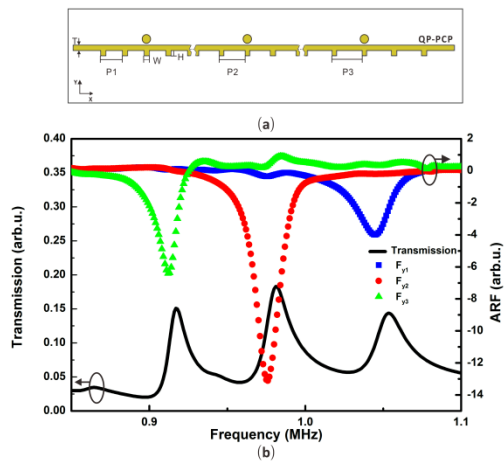 QP-PCP
T
H
W
P1
P2
P3
Y
X
(a)
0.40
0.35
0.30
0.25
0.20
0.15
0.10
0.05
0.00
Transmission (arb.u.)
2
0
-2
-4
-6
-8
-10
-12
-14
ARF (arb.u.)
Transmission
Fy1
Fy2
Fy3
0.9
1.0
1.1
Frequency (MHz)
(b)